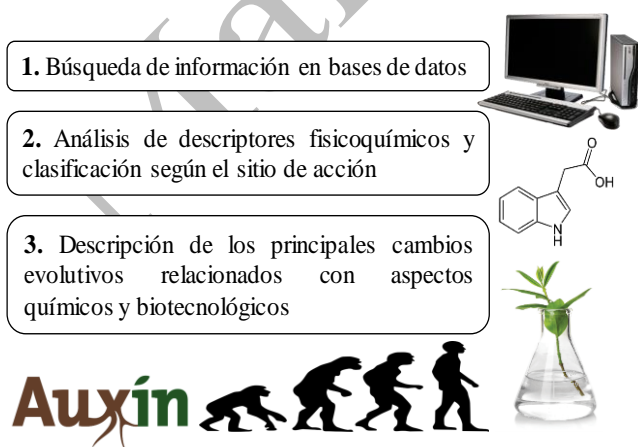 1. Búsqueda de información en bases de datos
2. Análisis de descriptores fisicoquímicos y
clasificación según el sitio de acción
O
OH
N
H
3. Descripción de los principales cambios
evolutivos relacionados con aspectos
químicos y biotecnológicos
Auxín